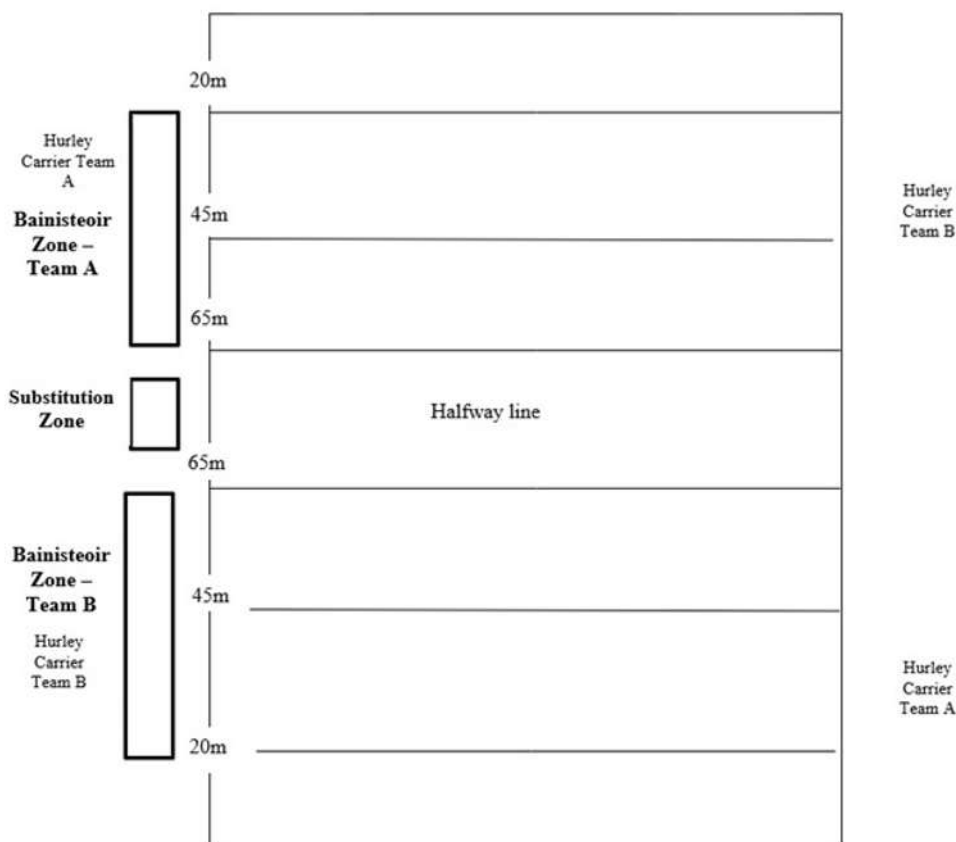 20m
Hurley
Carrier Team
A
Bainisteoir
Zone –
Team A
45m
Hurley
Carrier
Team B
65m
Substitution
Zone
Halfway line
65m
Bainisteoir
Zone –
Team B
Hurley
Carrier
Team B
45m
Hurley
Carrier
Team A
20m